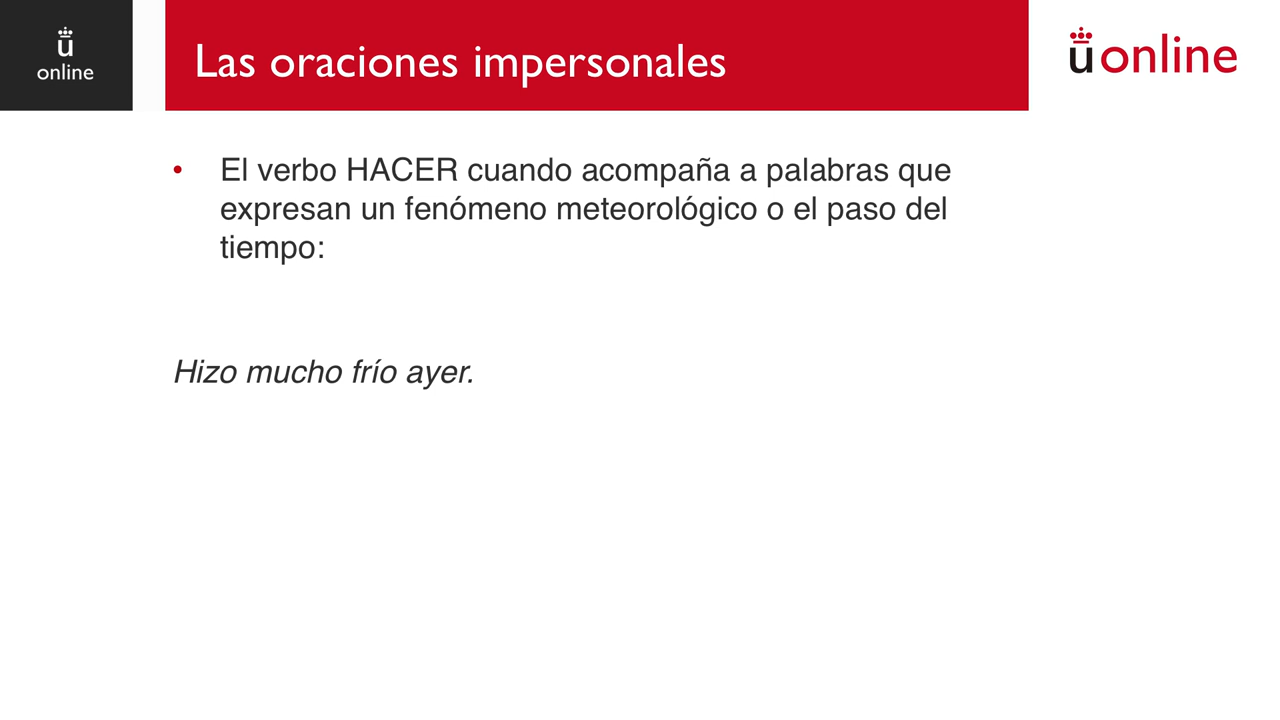 ü
online
Las oraciones impersonales
üonline
• El verbo HACER cuando acompaña a palabras que
expresan un fenómeno meteorológico o el paso del
tiempo:
Hizo mucho frío ayer.